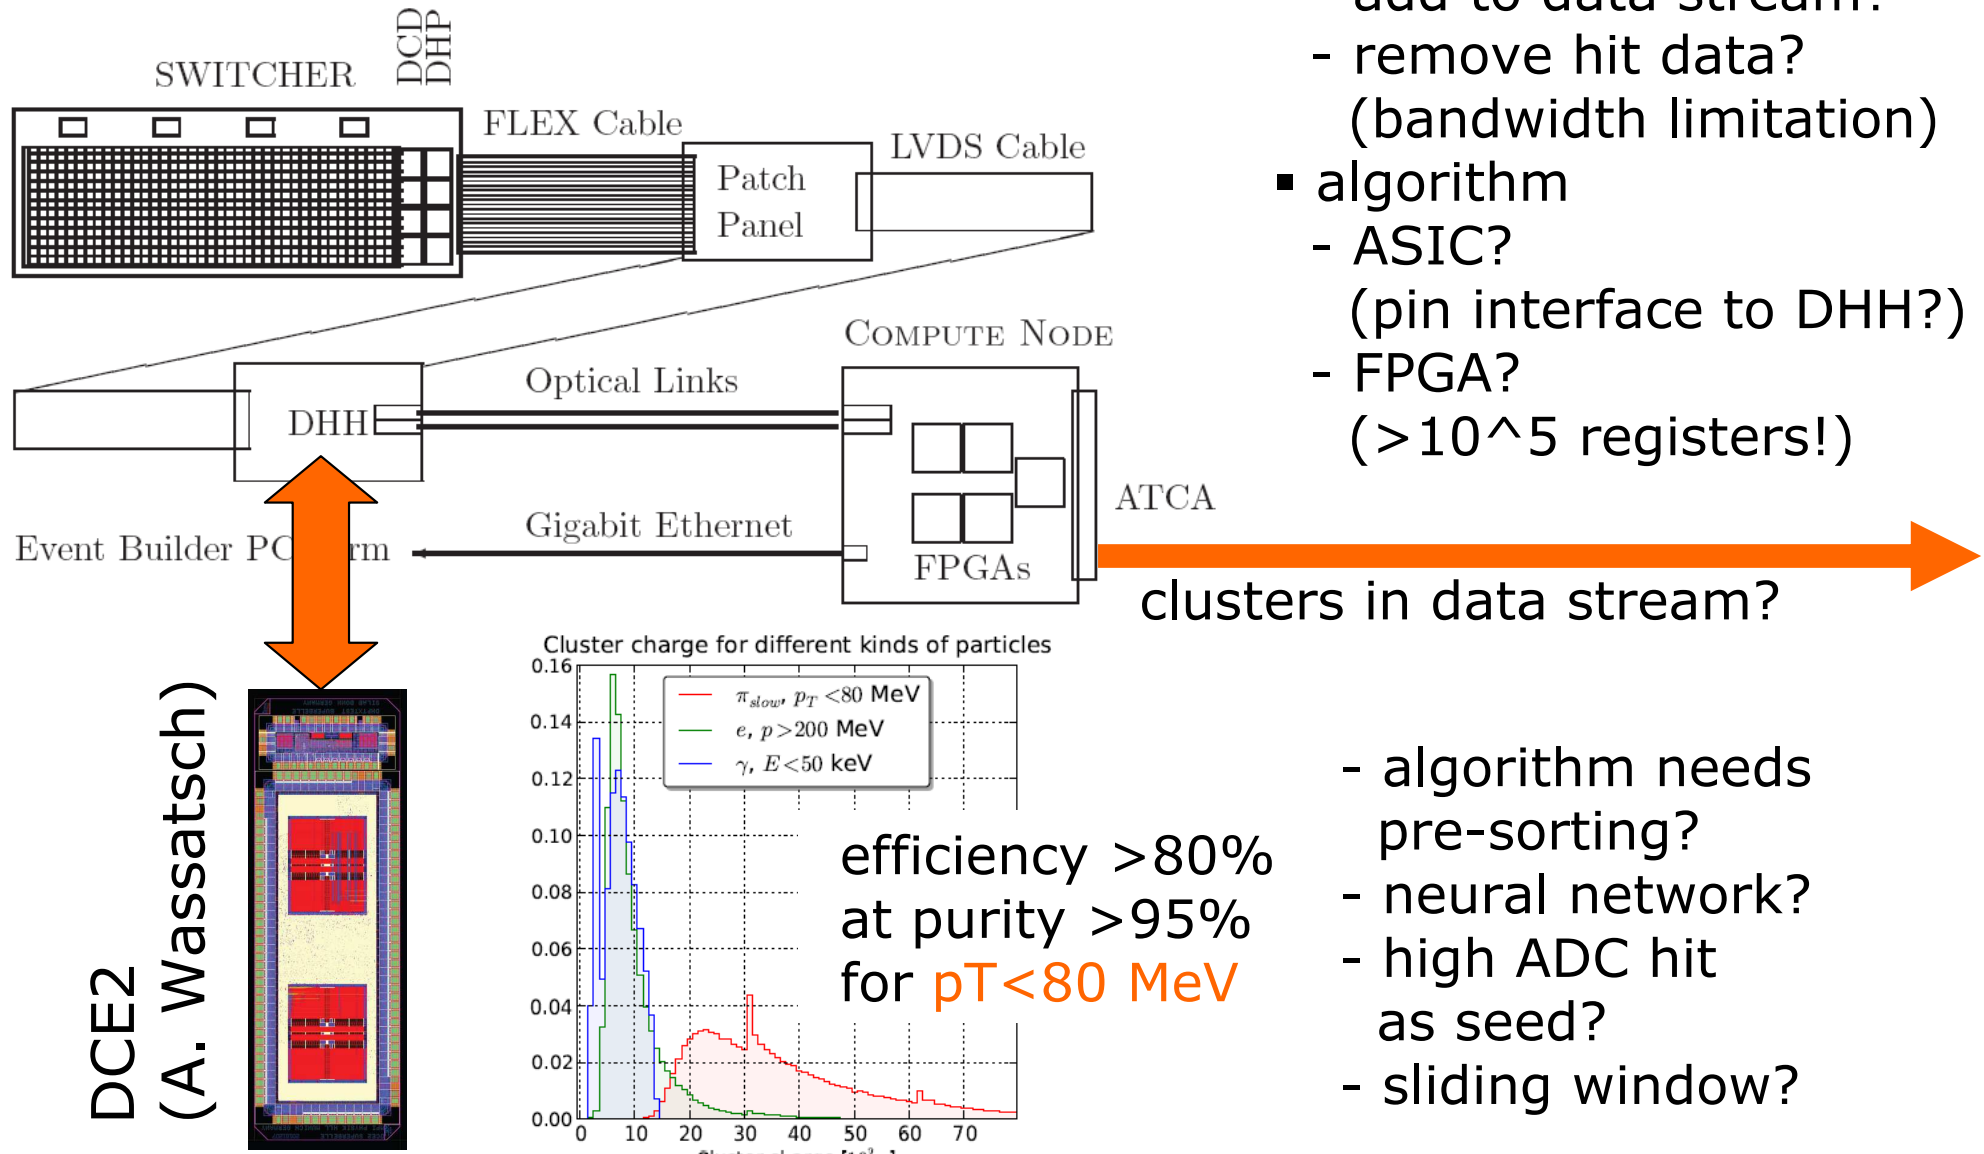 add to data stream?
- remove hit data?
(bandwidth limitation)
▪ algorithm
- ASIC?
(pin interface to DHH?)
- FPGA?
(>10^5 registers!)
SWITCHER
DCD
DHP
FLEX Cable
Patch
Panel
LVDS Cable
DHH
Optical Links
COMPUTE NODE
FPGAs
ATCA
Gigabit Ethernet
Event Builder PC
rm
clusters in data stream?
DCE2
(A. Wassatsch)
Cluster charge for different kinds of particles
π_slow, p_T <80 MeV
e, p>200 MeV
γ, E<50 keV
0.16
0.14
0.12
0.10
0.08
0.06
0.04
0.02
0.00
0 10 20 30 40 50 60 70
efficiency >80%
at purity >95%
for pT<80 MeV
- algorithm needs
pre-sorting?
- neural network?
- high ADC hit
as seed?
- sliding window?